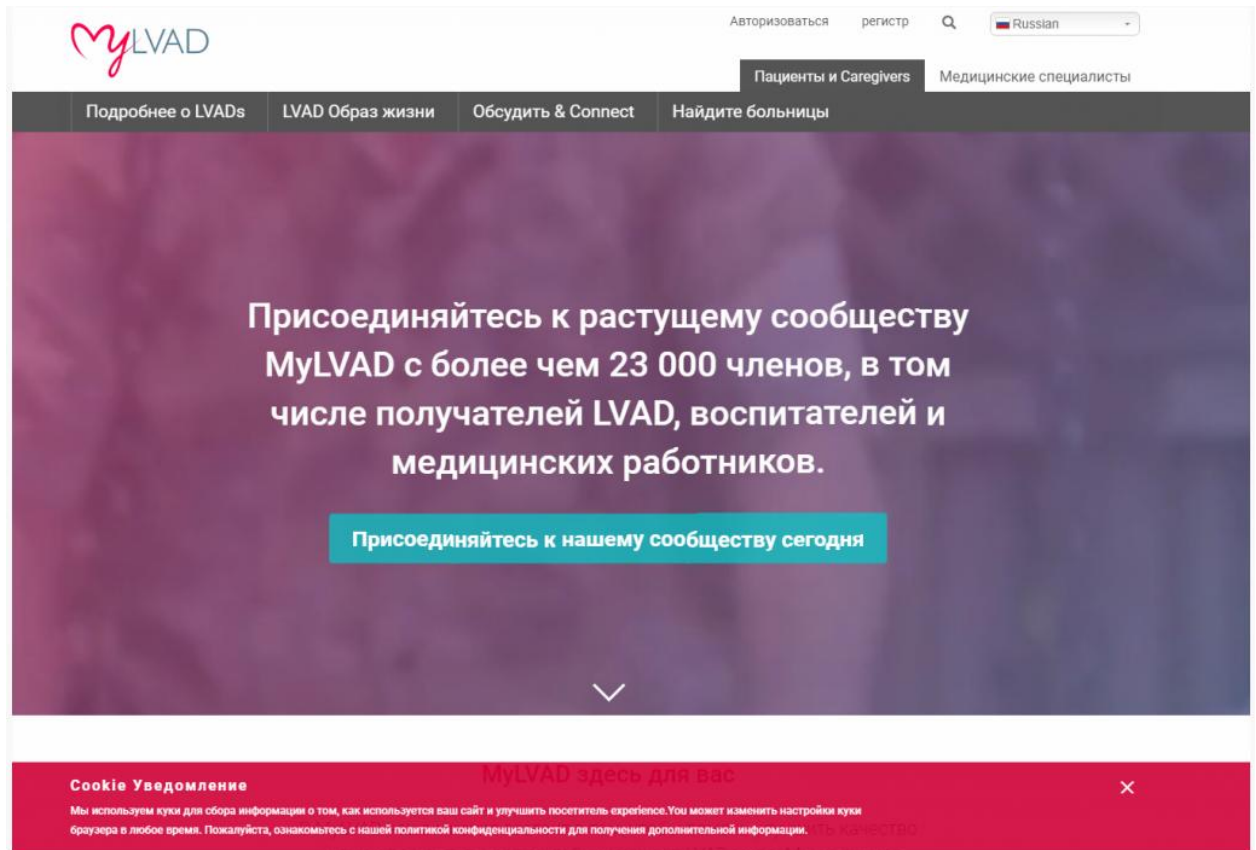 MyLVAD
Авторизоваться регистр Russian
Пациенты и Caregivers Медицинские специалисты
Подробнее о LVADs LVAD Образ жизни Обсудить & Connect Найдите больницы
Присоединяйтесь к растущему сообществу
MyLVAD с более чем 23 000 членов, в том
числе получателей LVAD, воспитателей и
медицинских работников.
Присоединяйтесь к нашему сообществу сегодня
MyLVAD здесь для вас
Cookie Уведомление
Мы используем куки для сбора информации о том, как используется ваш сайт и улучшить посетитель experience.You может изменить настройки куки
браузера в любое время. Пожалуйста, ознакомьтесь с нашей политикой конфиденциальности для получения дополнительной информации.
качество